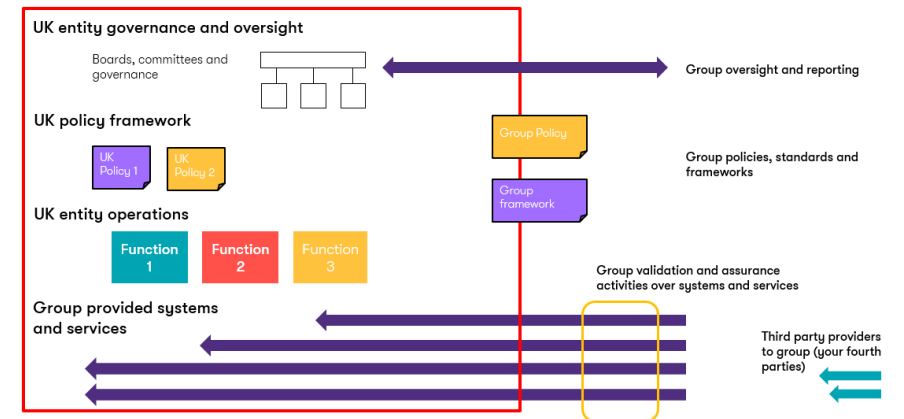 UK entity governance and oversight
Boards, committees and
governance
Group oversight and reporting
UK policy framework
UK
Policy 1
UK
Policy 2
Group Policy
Group
framework
Group policies, standards and
frameworks
UK entity operations
Function
1
Function
2
Function
3
Group validation and assurance
activities over systems and services
Group provided systems
and services
Third party providers
to group (your fourth
parties)